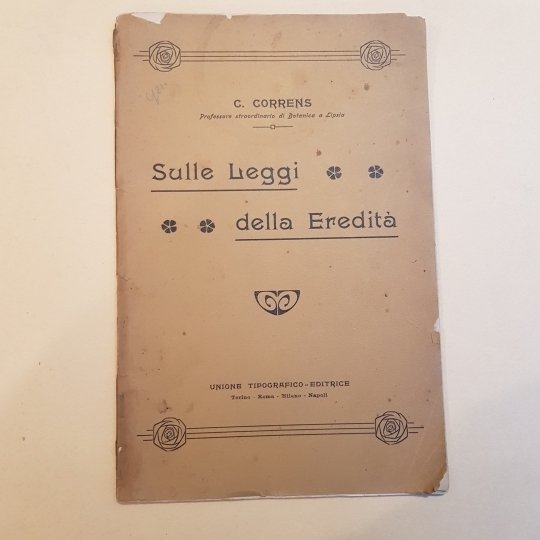 C. CORRENS
Professore straordinario di Botanica a Lipsia
Sulle Leggi
della Eredità
UNIONE TIPOGRAFICO-EDITRICE
Torino - Roma - Milano - Napoli